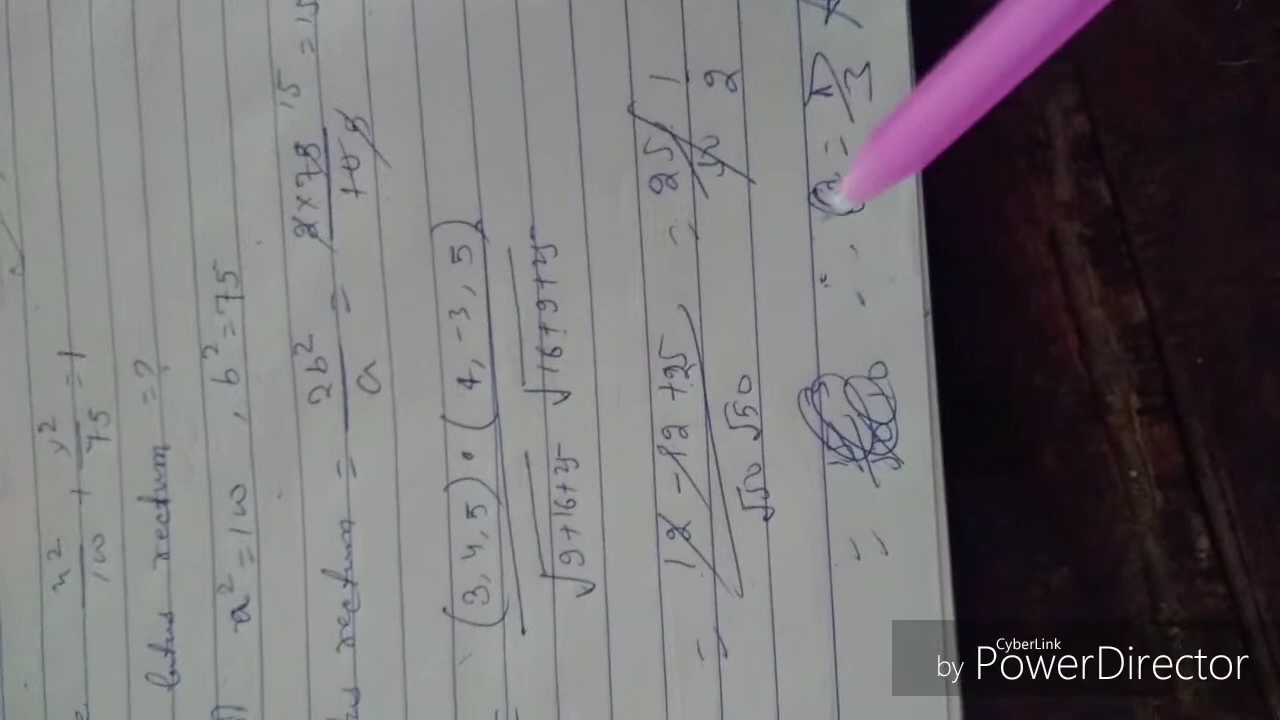 x²/100 + y²/75 = 1
latus rectum = ?
a² = 100, b² = 75
rectum = 2b²/a = 2×75/10 15 = 15
(3, 4, 5) · (4, -3, 5)
√9+16+25 √16+9+25
= 12 - 12 + 25 / √50 √50 = 25/50 1/2
= ∴ θ = π/3
CyberLink
by PowerDirector